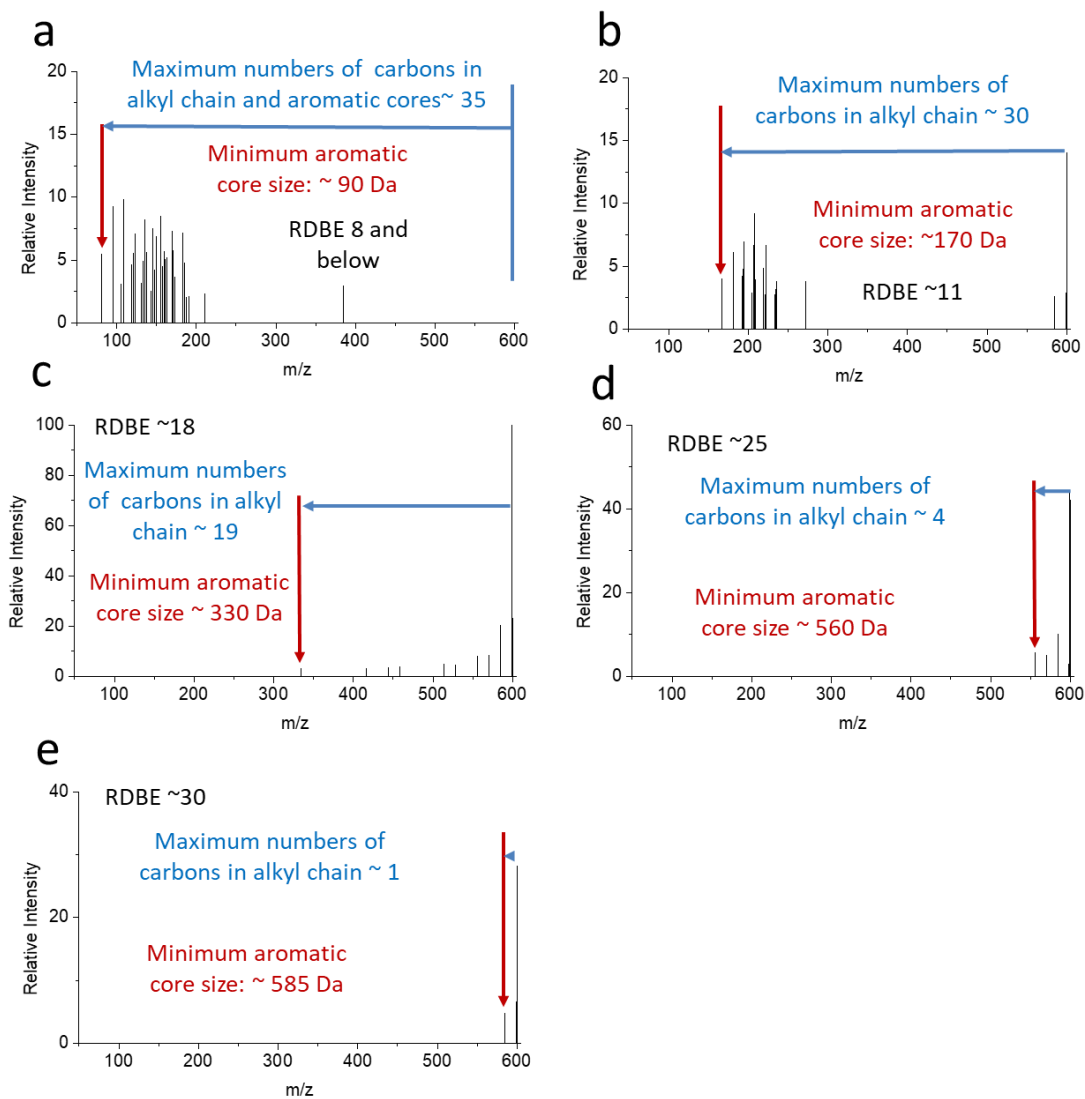 a
20
15
10
5
0
Relative Intensity
Maximum numbers of carbons in
alkyl chain and aromatic cores~ 35
Minimum aromatic
core size: ~ 90 Da
RDBE 8 and
below
100 200 300 400 500 600
m/z
b
20
15
10
5
0
Relative Intensity
Maximum numbers of
carbons in alkyl chain ~ 30
Minimum aromatic
core size: ~170 Da
RDBE ~11
100 200 300 400 500 600
m/z
c
100
80
60
40
20
0
Relative Intensity
RDBE ~18
Maximum numbers
of carbons in alkyl
chain ~ 19
Minimum aromatic
core size ~ 330 Da
100 200 300 400 500 600
m/z
d
60
40
20
0
Relative Intensity
RDBE ~25
Maximum numbers of
carbons in alkyl chain ~ 4
Minimum aromatic
core size ~ 560 Da
100 200 300 400 500 600
m/z
e
40
20
0
Relative Intensity
RDBE ~30
Maximum numbers of
carbons in alkyl chain ~ 1
Minimum aromatic
core size: ~ 585 Da
100 200 300 400 500 600
m/z